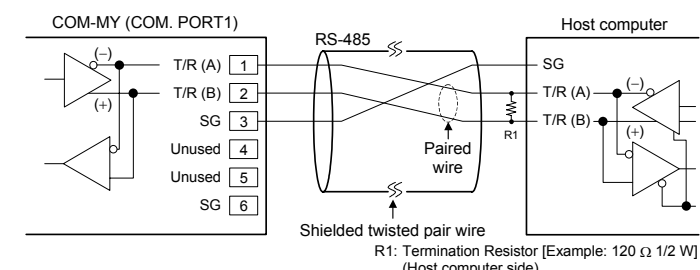 COM-MY (COM. PORT1)
Host computer
RS-485
(−)
(+)
T/R (A) 1
T/R (B) 2
SG 3
Unused 4
Unused 5
SG 6
SG
T/R (A)
T/R (B)
(−)
(+)
R1
Paired
wire
Shielded twisted pair wire
R1: Termination Resistor [Example: 120 Ω 1/2 W]
(Host computer side)